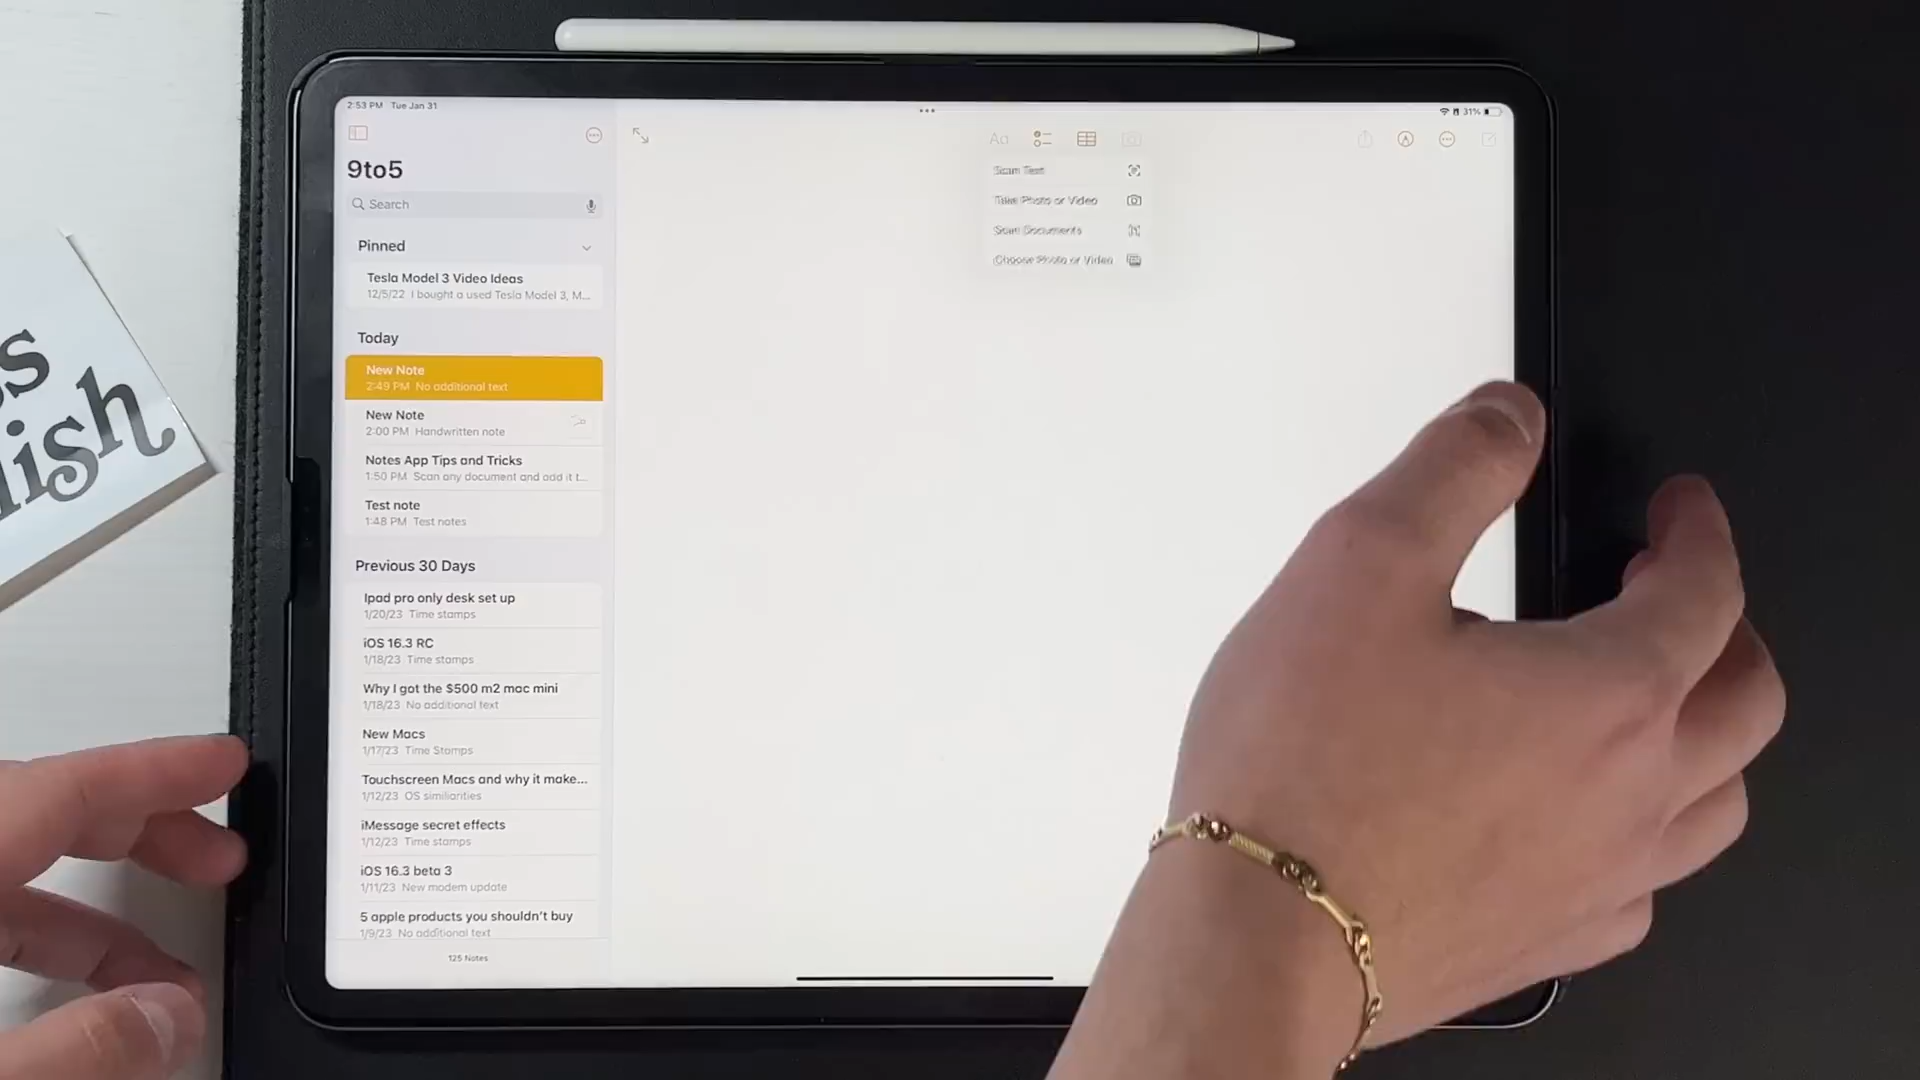 2:53 PM Tue Jan 31
31%
9to5
Aa
Search
Scan Text
Take Photo or Video
Scan Documents
Choose Photo or Video
Pinned
Tesla Model 3 Video Ideas
12/5/22 I bought a used Tesla Model 3, M...
Today
New Note
2:49 PM No additional text
New Note
2:00 PM Handwritten note
Notes App Tips and Tricks
1:50 PM Scan any document and add it t...
Test note
1:48 PM Test notes
Previous 30 Days
Ipad pro only desk set up
1/20/23 Time stamps
iOS 16.3 RC
1/18/23 Time stamps
Why I got the $500 m2 mac mini
1/18/23 No additional text
New Macs
1/17/23 Time Stamps
Touchscreen Macs and why it make...
1/12/23 OS similiarities
iMessage secret effects
1/12/23 Time stamps
iOS 16.3 beta 3
1/11/23 New modem update
5 apple products you shouldn't buy
1/9/23 No additional text
125 Notes
s
lish